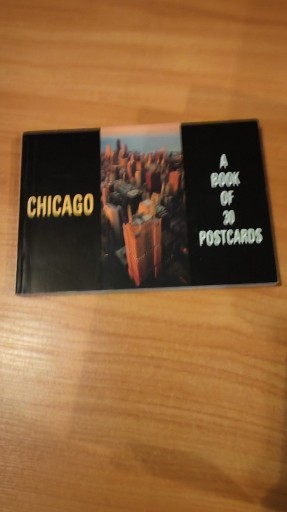 CHICAGO
A
BOOK
OF
30
POSTCARDS